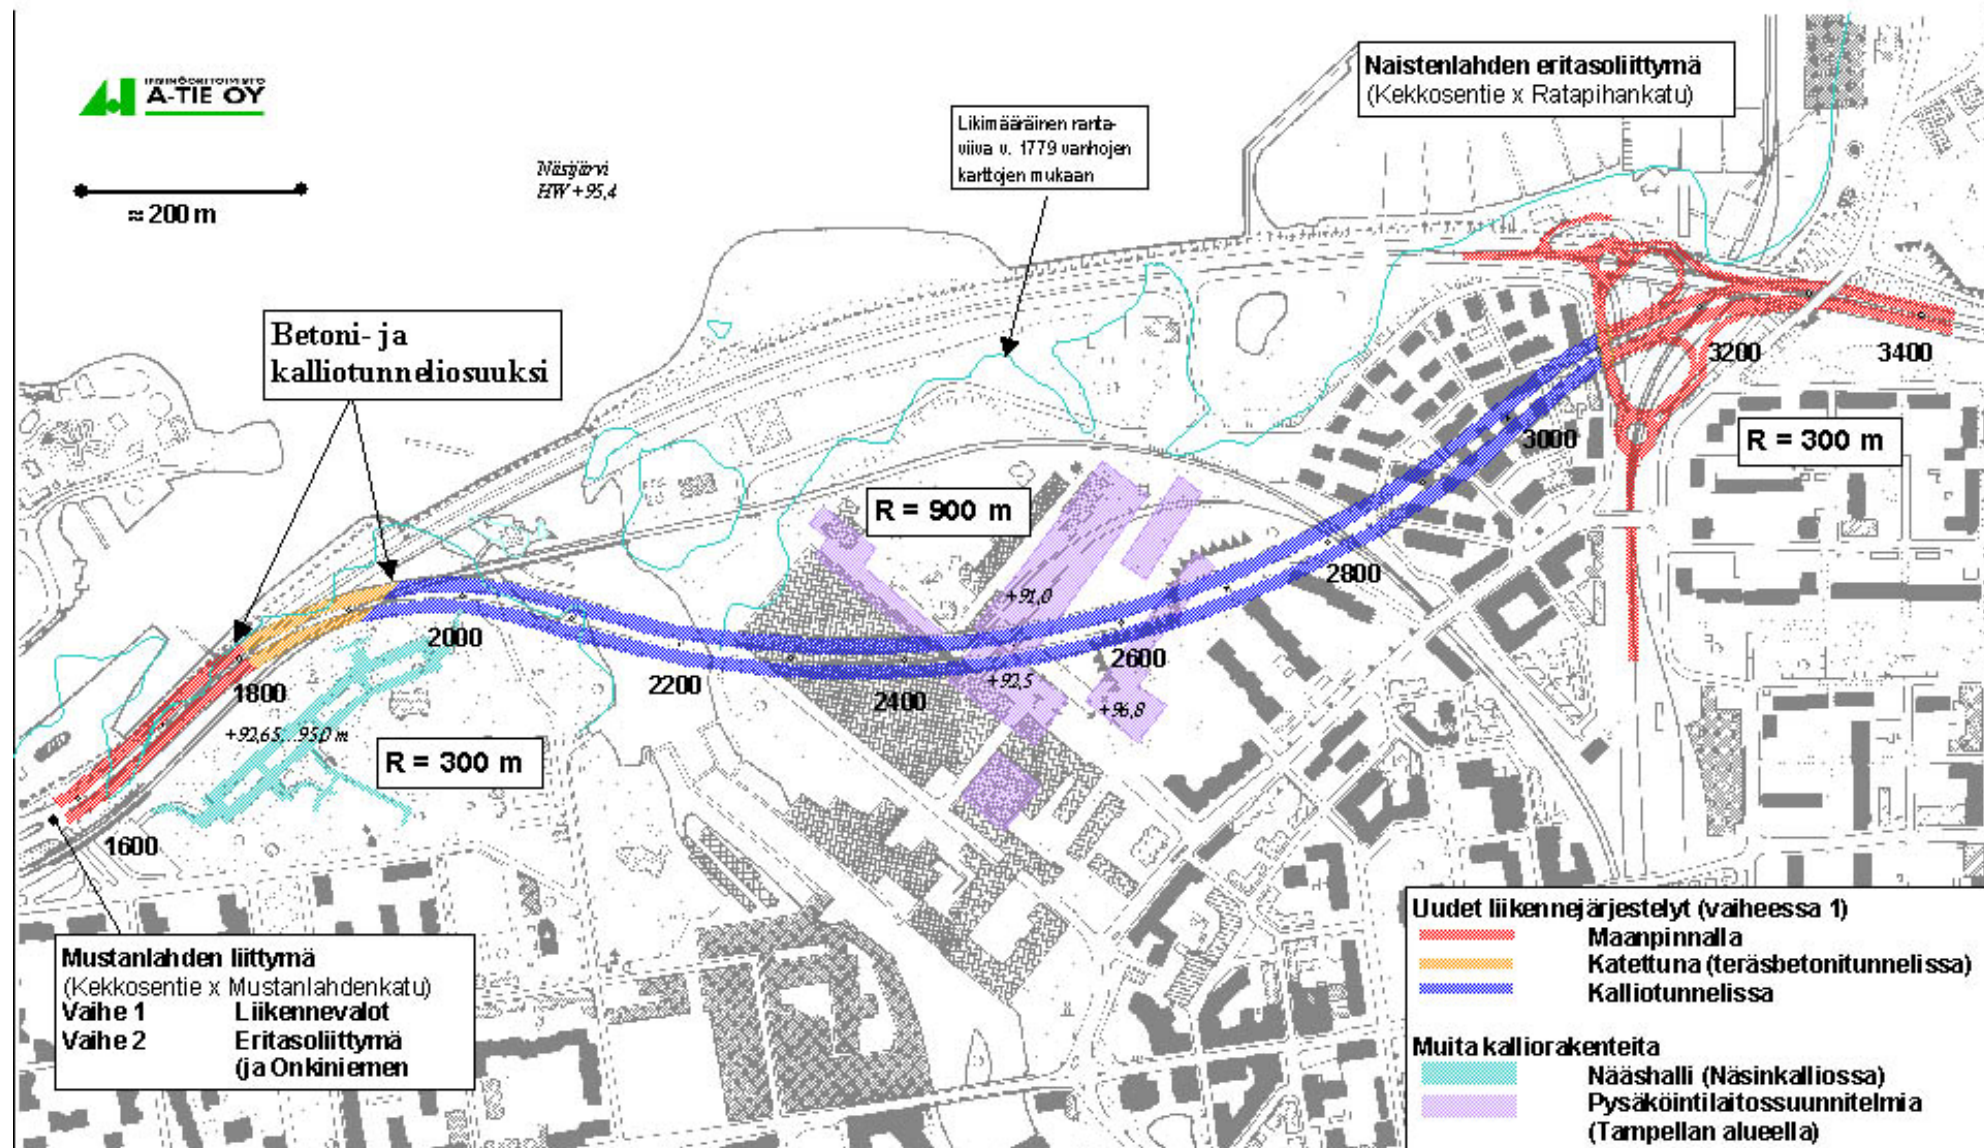 INSINÖÖRITOIMISTO
A-TIE OY
≈ 200 m
Näsijärvi
HW +95,4
Likimääräinen ranta-
viiva v. 1779 vanhojen
karttojen mukaan
Naistenlahden eritasoliittymä
(Kekkosentie x Ratapihankatu)
Betoni- ja
kalliotunneliosuuksi
R = 900 m
R = 300 m
R = 300 m
1600
1800
2000
2200
2400
2600
2800
3000
3200
3400
+91,0
+92,5
+96,8
+92,65...95,0 m
Mustanlahden liittymä
(Kekkosentie x Mustanlahdenkatu)
Vaihe 1 Liikennevalot
Vaihe 2 Eritasoliittymä
(ja Onkiniemen
Uudet liikennejärjestelyt (vaiheessa 1)
Maanpinnalla
Katettuna (teräsbetonitunnelissa)
Kalliotunnelissa
Muita kalliorakenteita
Nääshalli (Näsinkalliossa)
Pysäköintilaitossuunnitelmia
(Tampellan alueella)